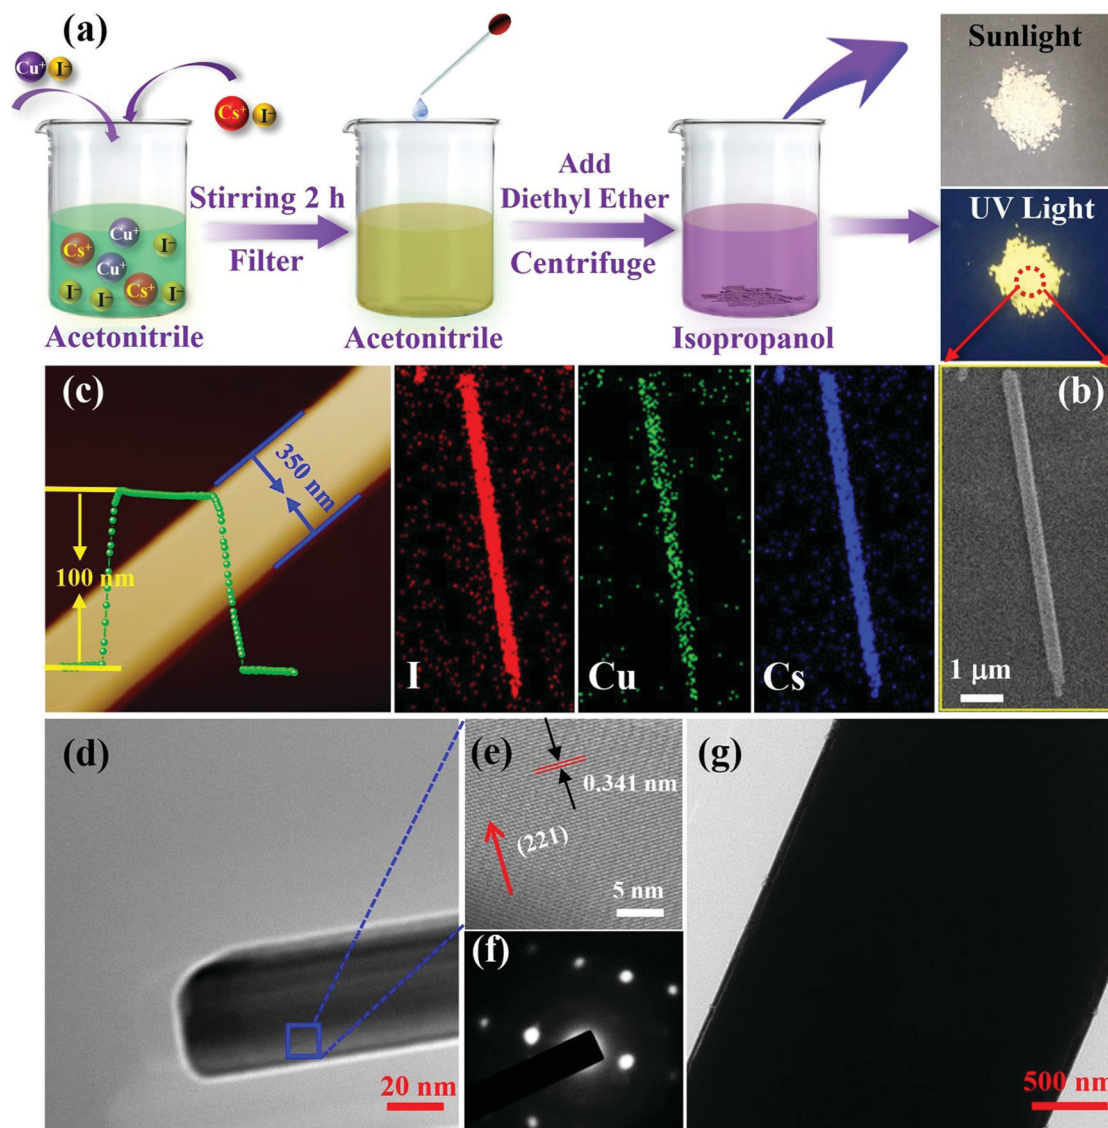 (a)
Cu⁺ I⁻
Cs⁺ I⁻
Stirring 2 h
Filter
Add
Diethyl Ether
Centrifuge
Cu⁺
Cs⁺
I⁻
Cu⁺
I⁻
I⁻
Cs⁺
I⁻
Acetonitrile
Acetonitrile
Isopropanol
Sunlight
UV Light
(c)
350 nm
100 nm
I
Cu
Cs
(b)
1 μm
(d)
20 nm
(e)
0.341 nm
(221)
5 nm
(f)
(g)
500 nm